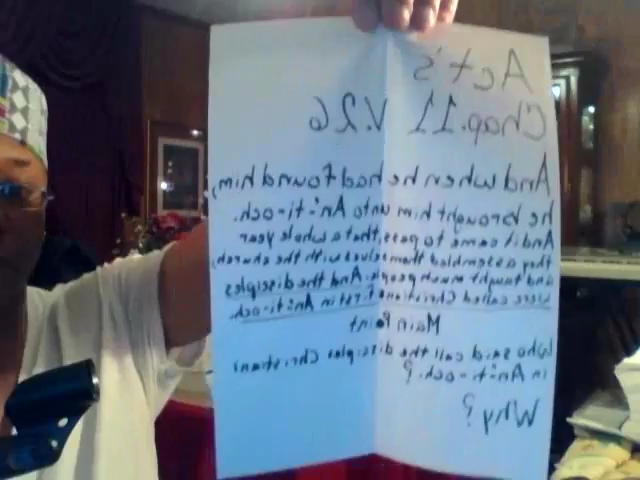 Act's
Chap.11 V.26
And when he had found him,
he brought him unto An'-ti-och.
And it came to pass, that a whole year
they assembled themselves with the church,
and taught much people. And the disciples
were called Christians First in An-ti-och.
Main Point
Who said call the disciples Christians
in An-ti-och.?
Why?